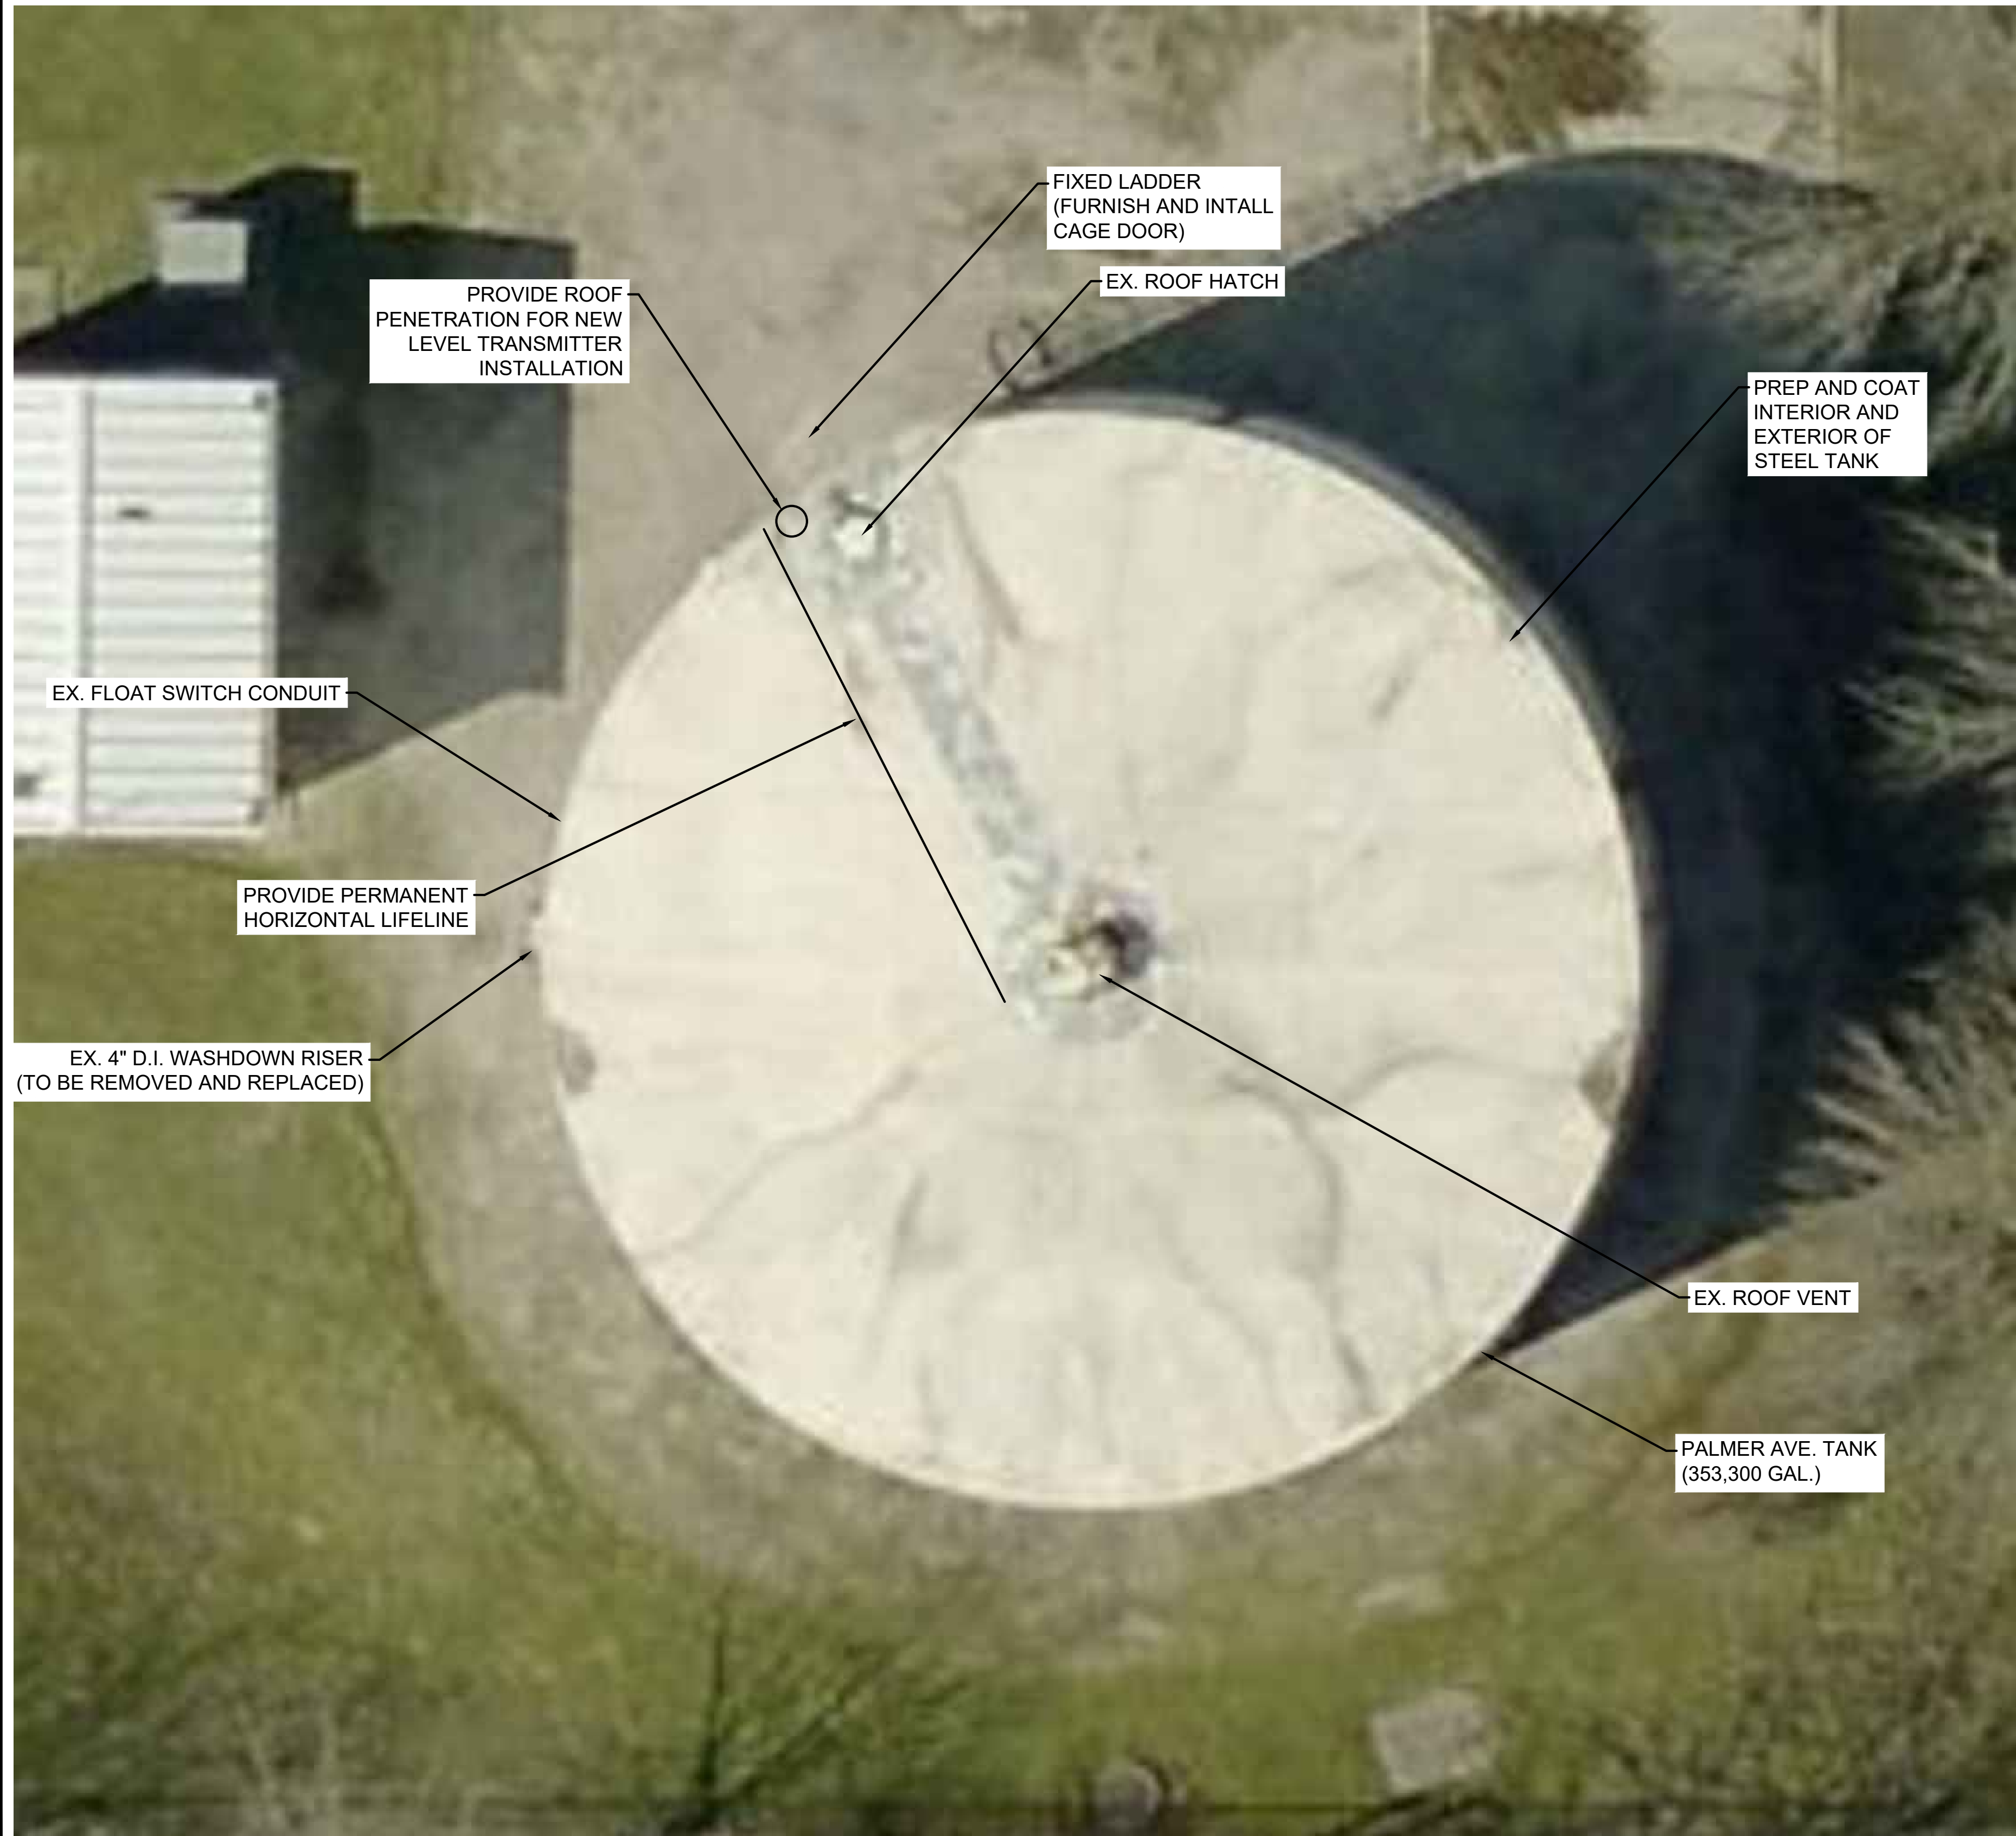 FIXED LADDER
(FURNISH AND INTALL
CAGE DOOR)
EX. ROOF HATCH
PROVIDE ROOF
PENETRATION FOR NEW
LEVEL TRANSMITTER
INSTALLATION
PREP AND COAT
INTERIOR AND
EXTERIOR OF
STEEL TANK
EX. FLOAT SWITCH CONDUIT
PROVIDE PERMANENT
HORIZONTAL LIFELINE
EX. 4" D.I. WASHDOWN RISER
(TO BE REMOVED AND REPLACED)
EX. ROOF VENT
PALMER AVE. TANK
(353,300 GAL.)